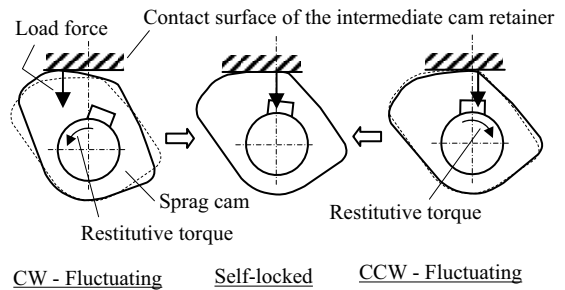 Contact surface of the intermediate cam retainer
Load force
Sprag cam
Restitutive torque
Restitutive torque
CW - Fluctuating
Self-locked
CCW - Fluctuating